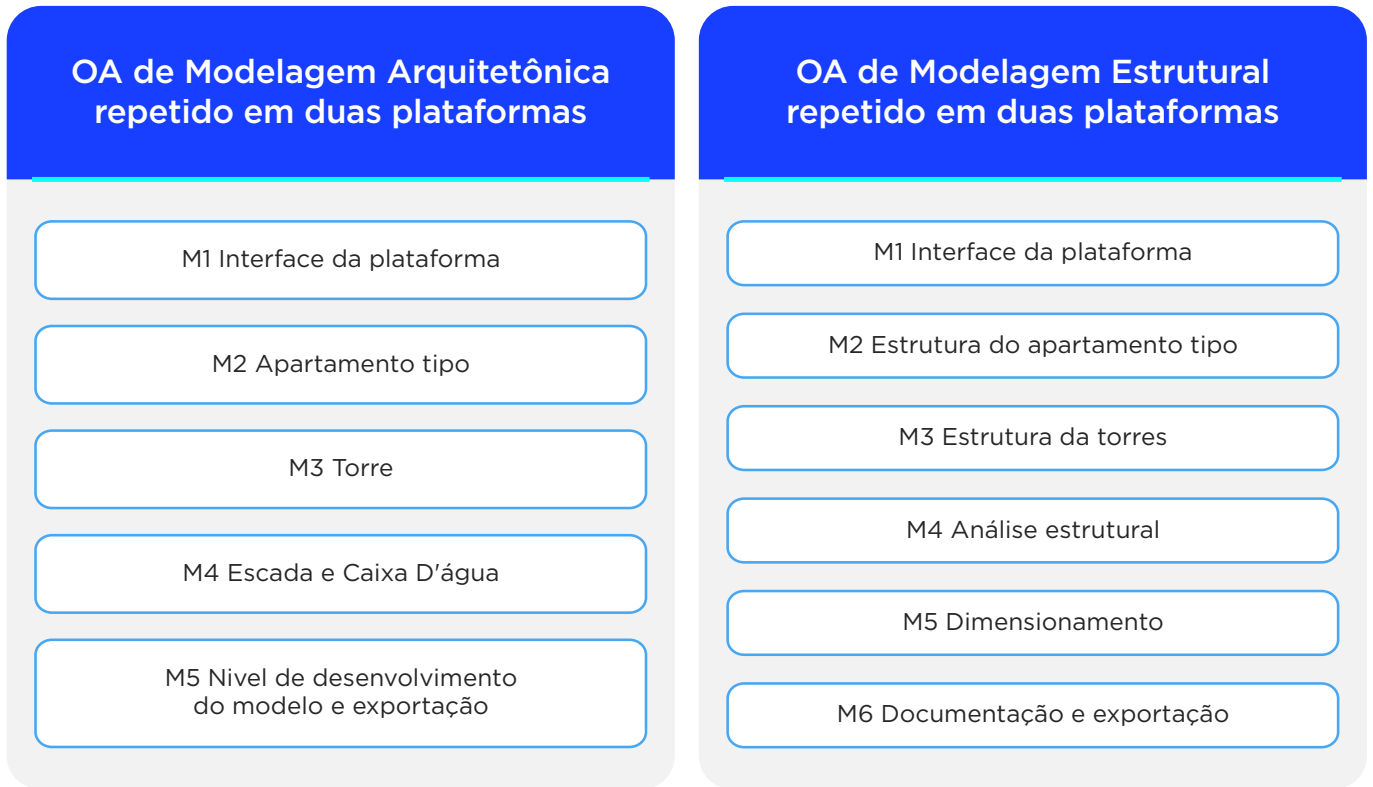 OA de Modelagem Arquitetônica
repetido em duas plataformas
M1 Interface da plataforma
M2 Apartamento tipo
M3 Torre
M4 Escada e Caixa D'água
M5 Nivel de desenvolvimento
do modelo e exportação
OA de Modelagem Estrutural
repetido em duas plataformas
M1 Interface da plataforma
M2 Estrutura do apartamento tipo
M3 Estrutura da torres
M4 Análise estrutural
M5 Dimensionamento
M6 Documentação e exportação